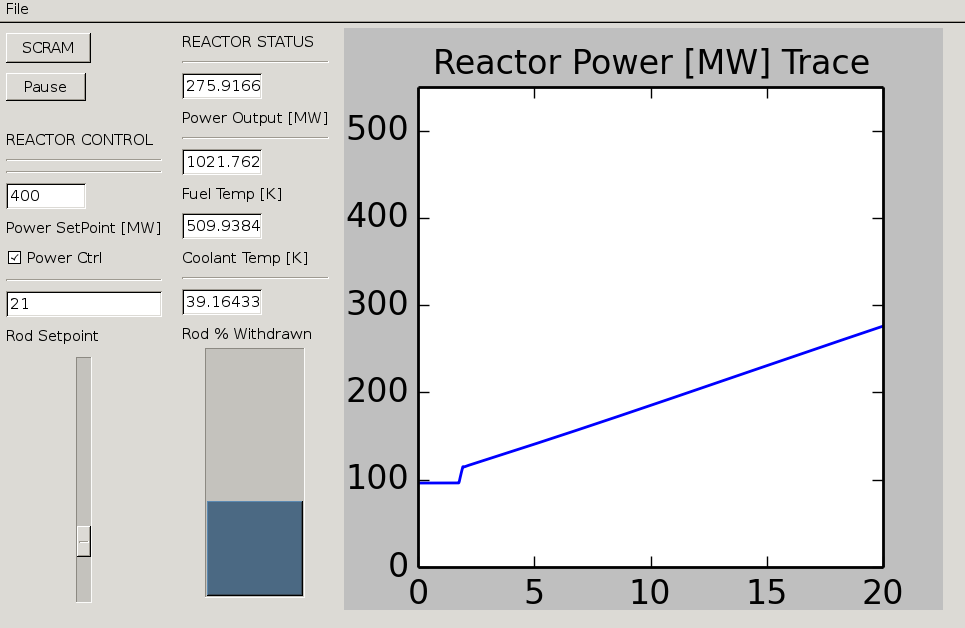 File
SCRAM
Pause
REACTOR CONTROL
400
Power SetPoint [MW]
Power Ctrl
21
Rod Setpoint
REACTOR STATUS
275.9166
Power Output [MW]
1021.762
Fuel Temp [K]
509.9384
Coolant Temp [K]
39.16433
Rod % Withdrawn
Reactor Power [MW] Trace
500
400
300
200
100
0
0 5 10 15 20